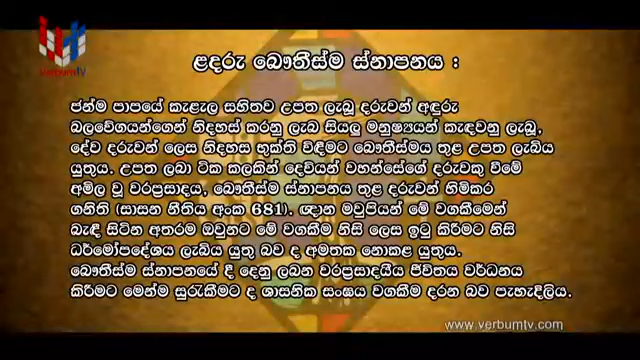 VerbumTV
ළදරු බෞතීස්ම ස්නාපනය :
ජන්ම පාපයේ කැළැල සහිතව උපත ලැබූ දරුවන් අඳුරු
බලවේගයන්ගෙන් නිදහස් කරනු ලැබ සියලු මනුෂ්‍යයන් කැඳවනු ලැබූ,
දේව දරුවන් ලෙස නිදහස භුක්ති විඳීමට බෞතීස්මය තුළ උපත ලැබිය
යුතුය. උපත ලබා ටික කලකින් දෙවියන් වහන්සේගේ දරුවකු වීමේ
අමිල වූ වරප්‍රසාදය, බෞතීස්ම ස්නාපනය තුළ දරුවන් හිමිකර
ගනිති (සාසන නීතිය අංක 681). ඥාන මවුපියන් මේ වගකීමෙන්
බැඳී සිටින අතරම ඔවුනට මේ වගකීම නිසි ලෙස ඉටු කිරීමට නිසි
ධර්මෝපදේශය ලැබිය යුතු බව ද අමතක නොකළ යුතුය.
බෞතීස්ම ස්නාපනයේ දී දෙනු ලබන වරප්‍රසාදයීය ජීවිතය වර්ධනය
කිරීමට මෙන්ම සුරැකීමට ද ශාසනික සංඝය වගකීම දරන බව පැහැදිලිය.
www.verbumtv.com